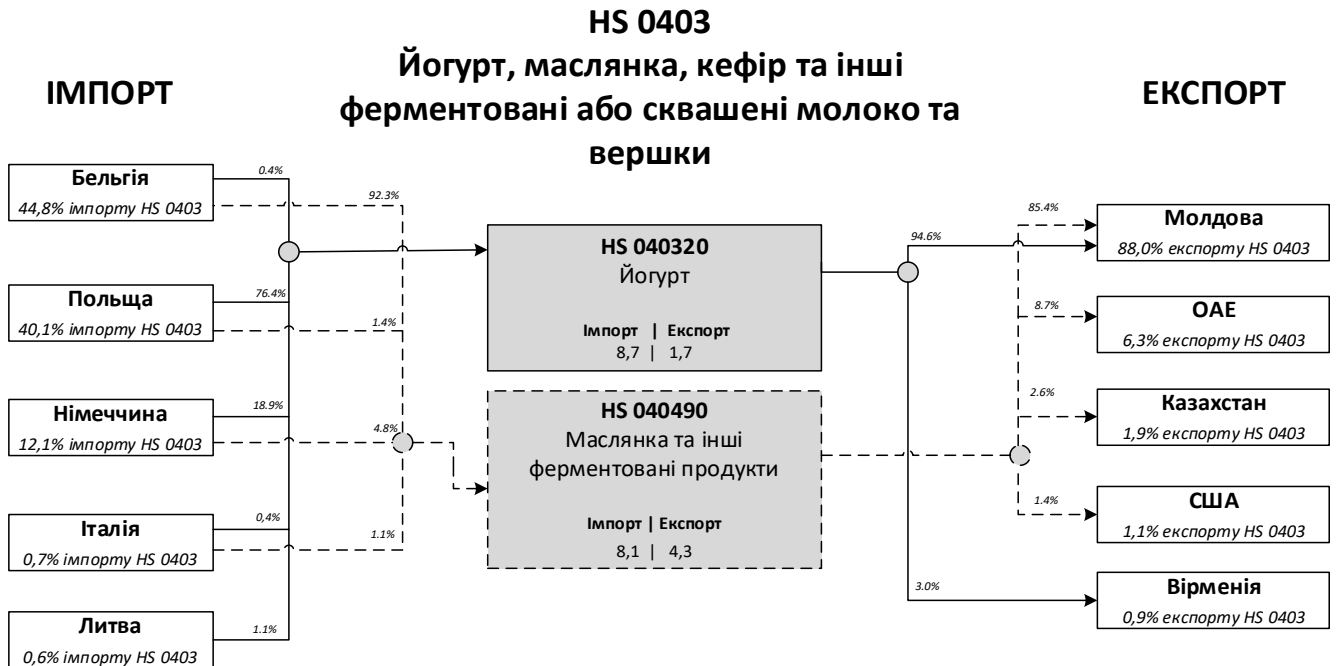 HS 0403
Йогурт, маслянка, кефір та інші
ферментовані або сквашені молоко та
вершки
ІМПОРТ
ЕКСПОРТ
Бельгія
44,8% імпорту HS 0403
0.4%
92.3%
Польща
40,1% імпорту HS 0403
76.4%
1.4%
Німеччина
12,1% імпорту HS 0403
18.9%
4.8%
Італія
0,7% імпорту HS 0403
0,4%
1.1%
Литва
0,6% імпорту HS 0403
1.1%
HS 040320
Йогурт
Імпорт | Експорт
8,7 | 1,7
HS 040490
Маслянка та інші
ферментовані продукти
Імпорт | Експорт
8,1 | 4,3
94.6%
85.4%
Молдова
88,0% експорту HS 0403
8.7%
ОАЕ
6,3% експорту HS 0403
2.6%
Казахстан
1,9% експорту HS 0403
1.4%
США
1,1% експорту HS 0403
3.0%
Вірменія
0,9% експорту HS 0403